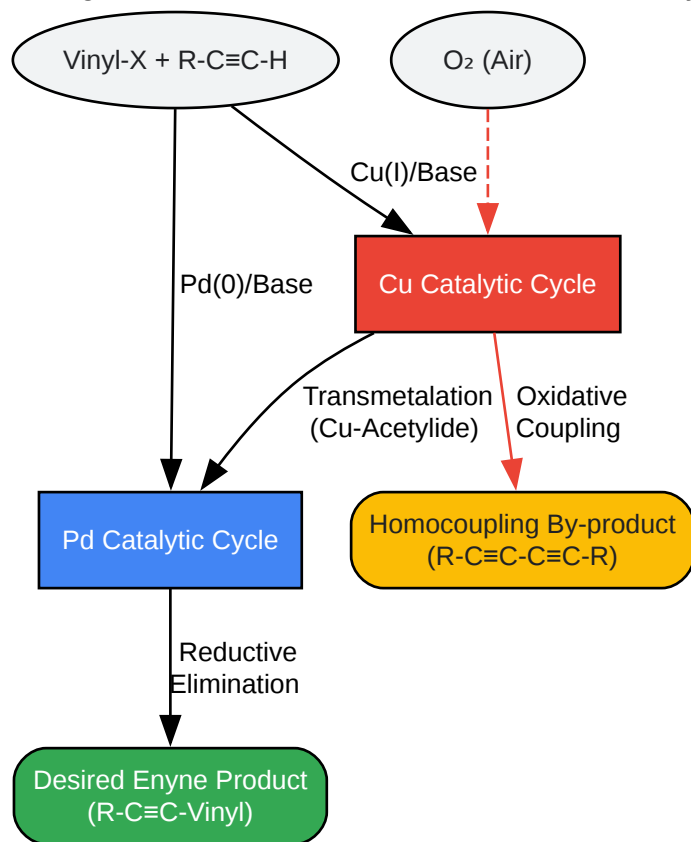 Vinyl-X + R-C≡C-H
O₂ (Air)
Cu(I)/Base
Pd(0)/Base
Cu Catalytic Cycle
Transmetalation
(Cu-Acetylide)
Oxidative
Coupling
Pd Catalytic Cycle
Homocoupling By-product
(R-C≡C-C≡C-R)
Reductive
Elimination
Desired Enyne Product
(R-C≡C-Vinyl)